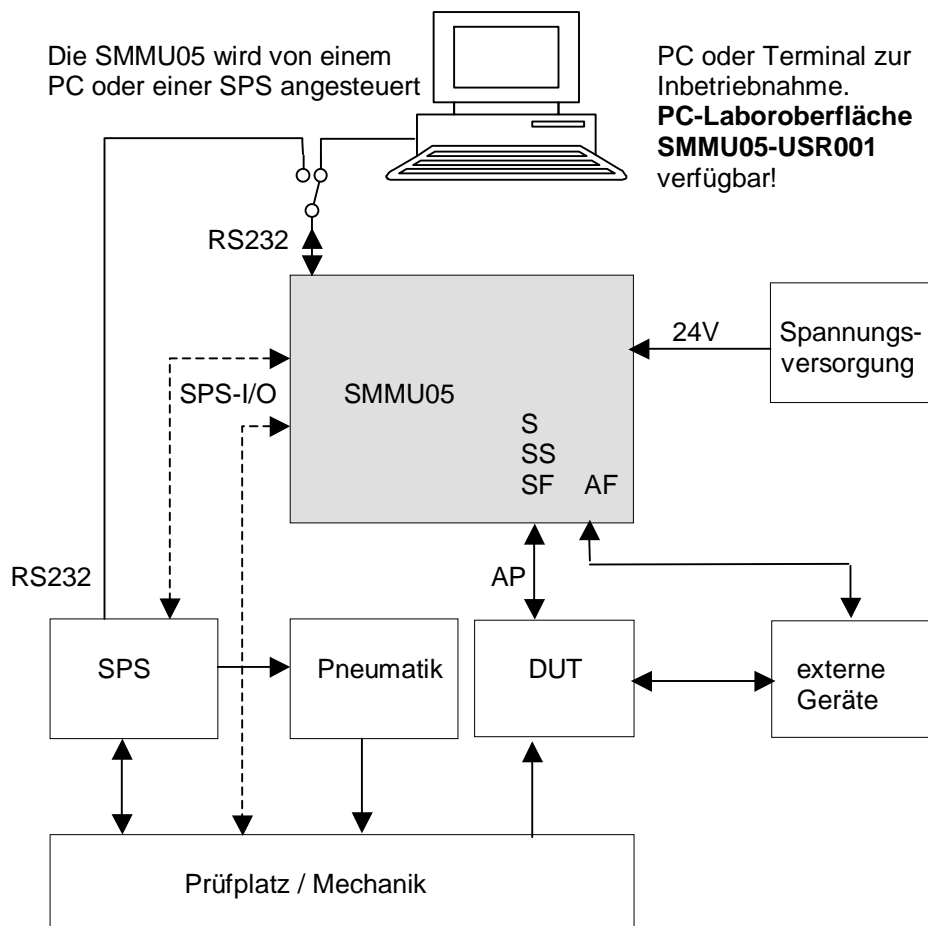 Die SMMU05 wird von einem
PC oder einer SPS angesteuert
PC oder Terminal zur
Inbetriebnahme.
PC-Laboroberfläche
SMMU05-USR001
verfügbar!
RS232
24V
Spannungs-
versorgung
SPS-I/O
SMMU05
S
SS
SF
AF
RS232
AP
SPS
Pneumatik
DUT
externe
Geräte
Prüfplatz / Mechanik